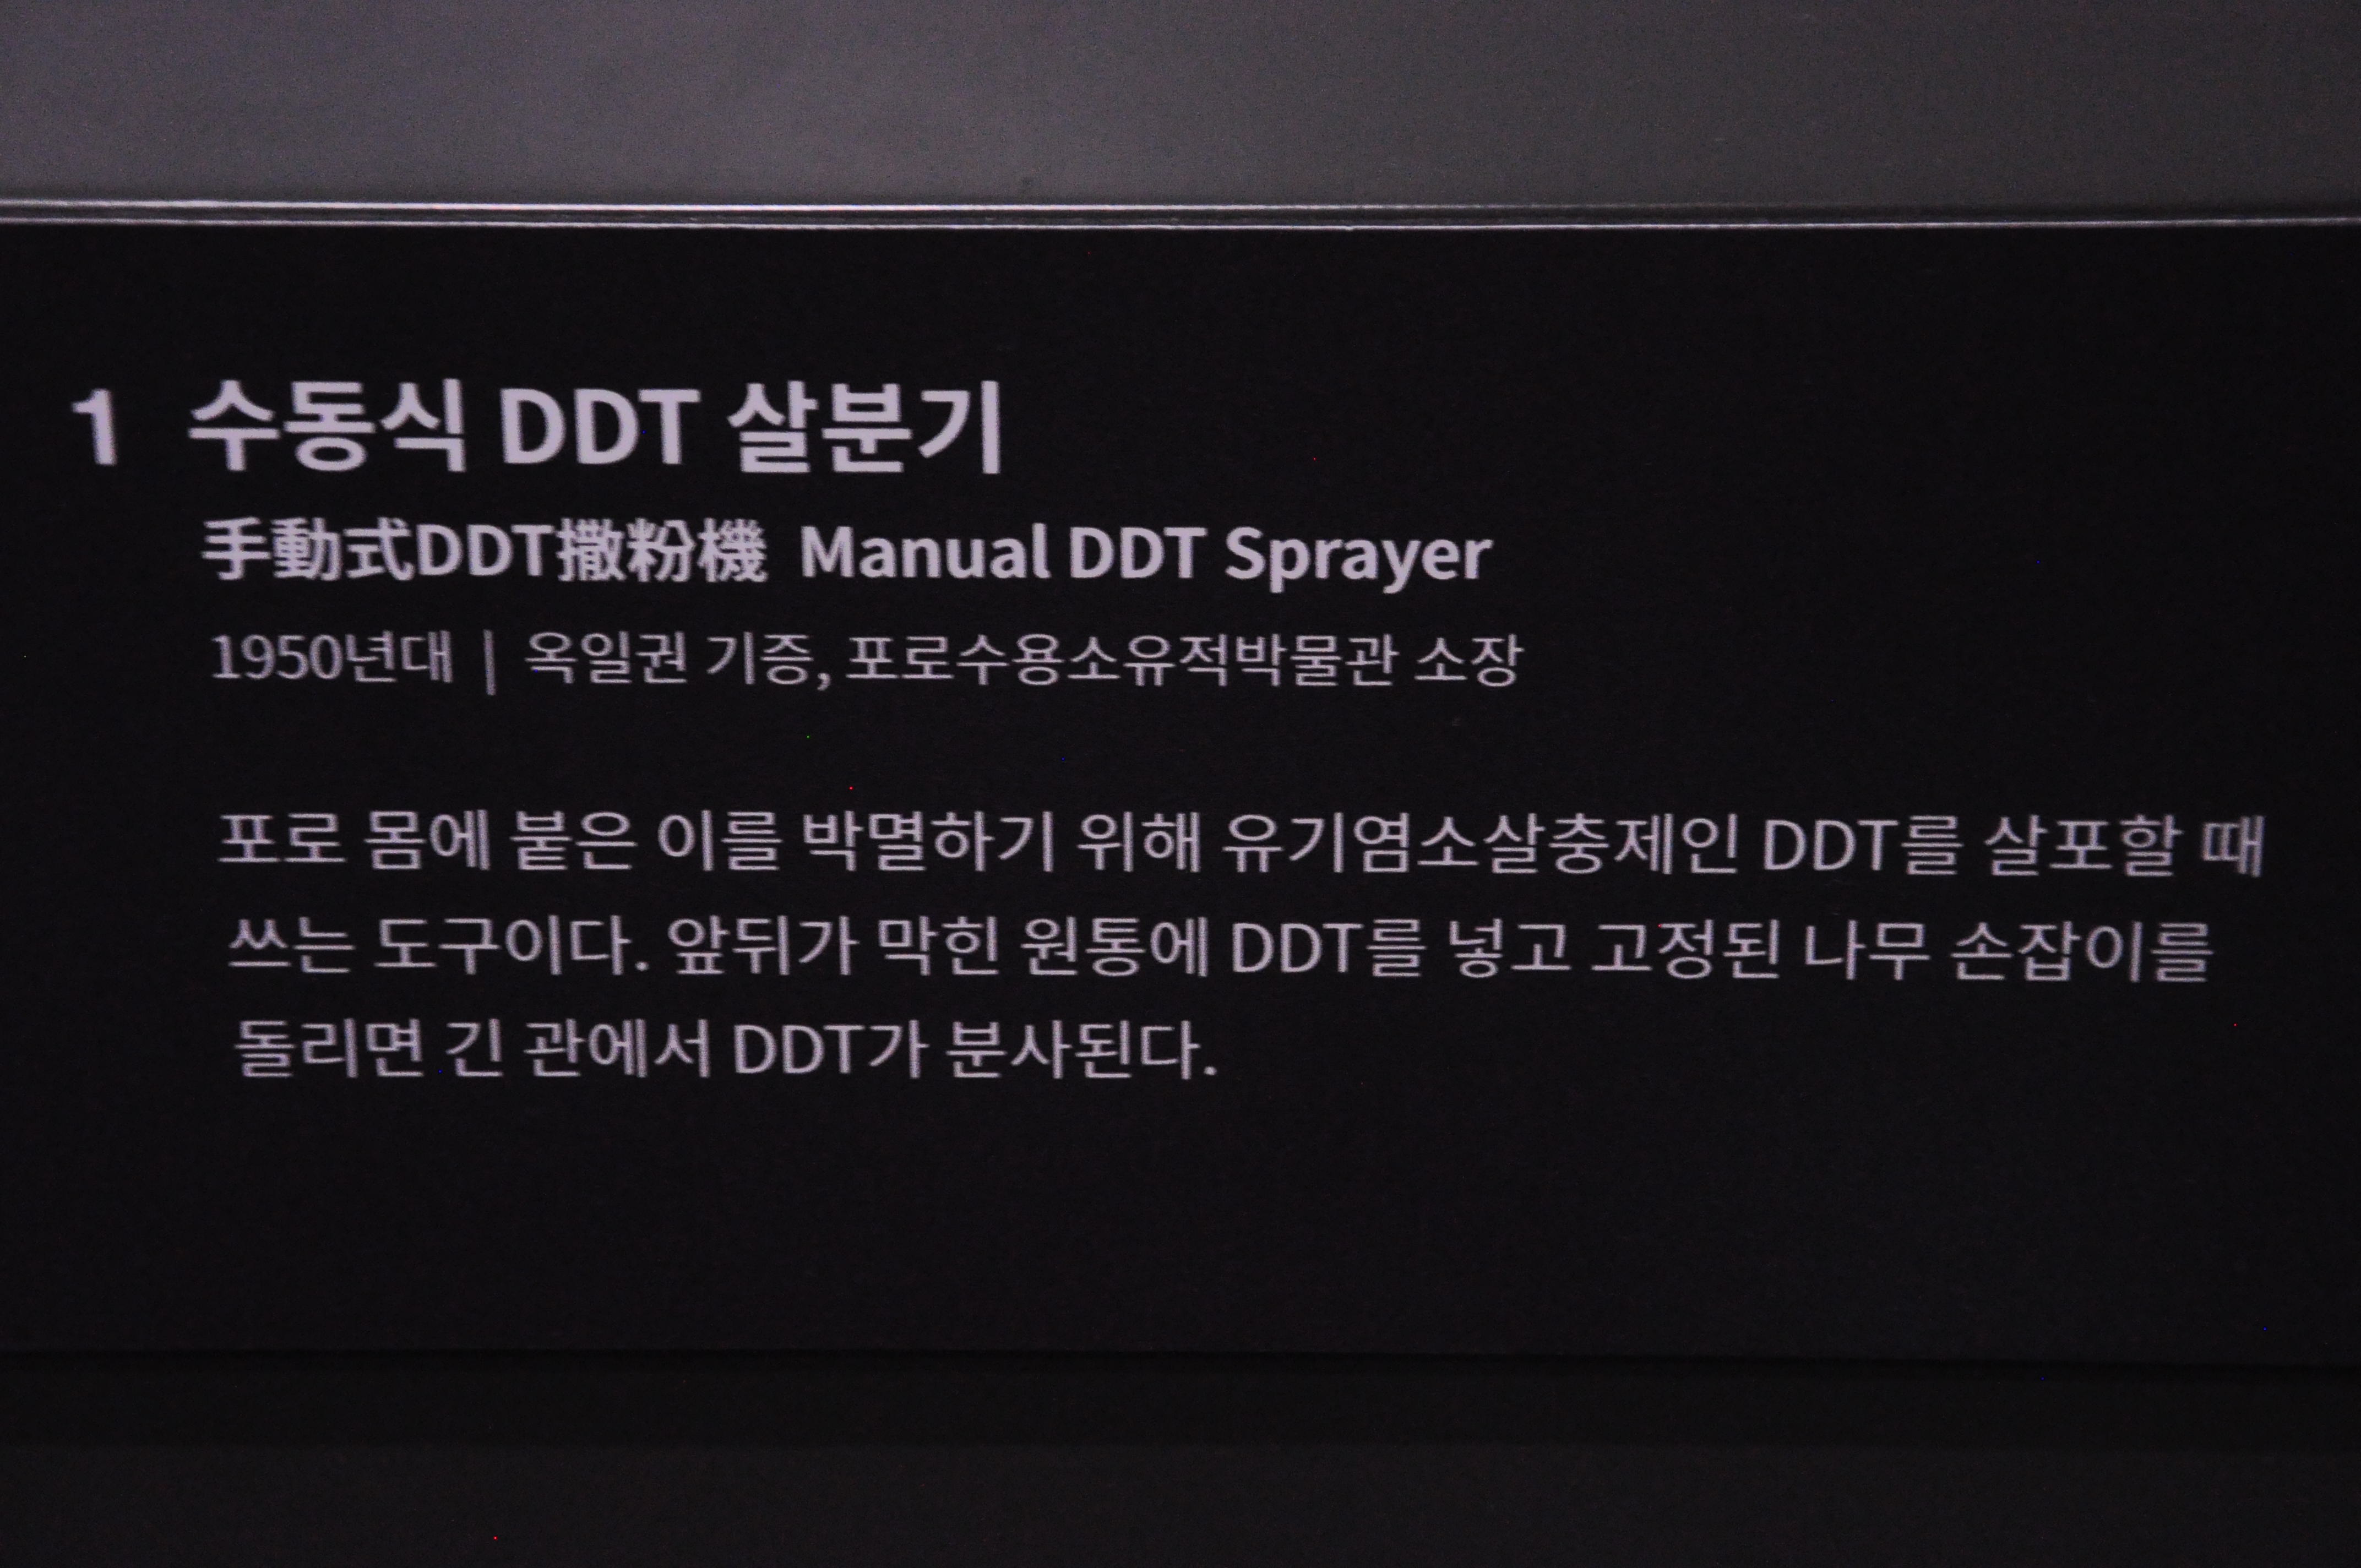 1 수동식 DDT 살분기
手動式DDT撒粉機 Manual DDT Sprayer
1950년대 | 옥일권 기증, 포로수용소유적박물관 소장
포로 몸에 붙은 이를 박멸하기 위해 유기염소살충제인 DDT를 살포할 때
쓰는 도구이다. 앞뒤가 막힌 원통에 DDT를 넣고 고정된 나무 손잡이를
돌리면 긴 관에서 DDT가 분사된다.